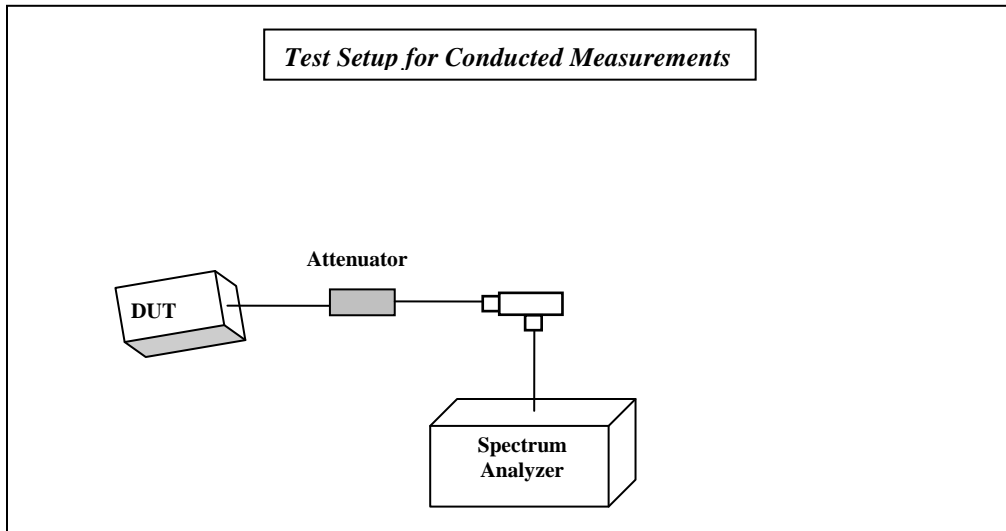 Test Setup for Conducted Measurements
Attenuator
DUT
Spectrum
Analyzer